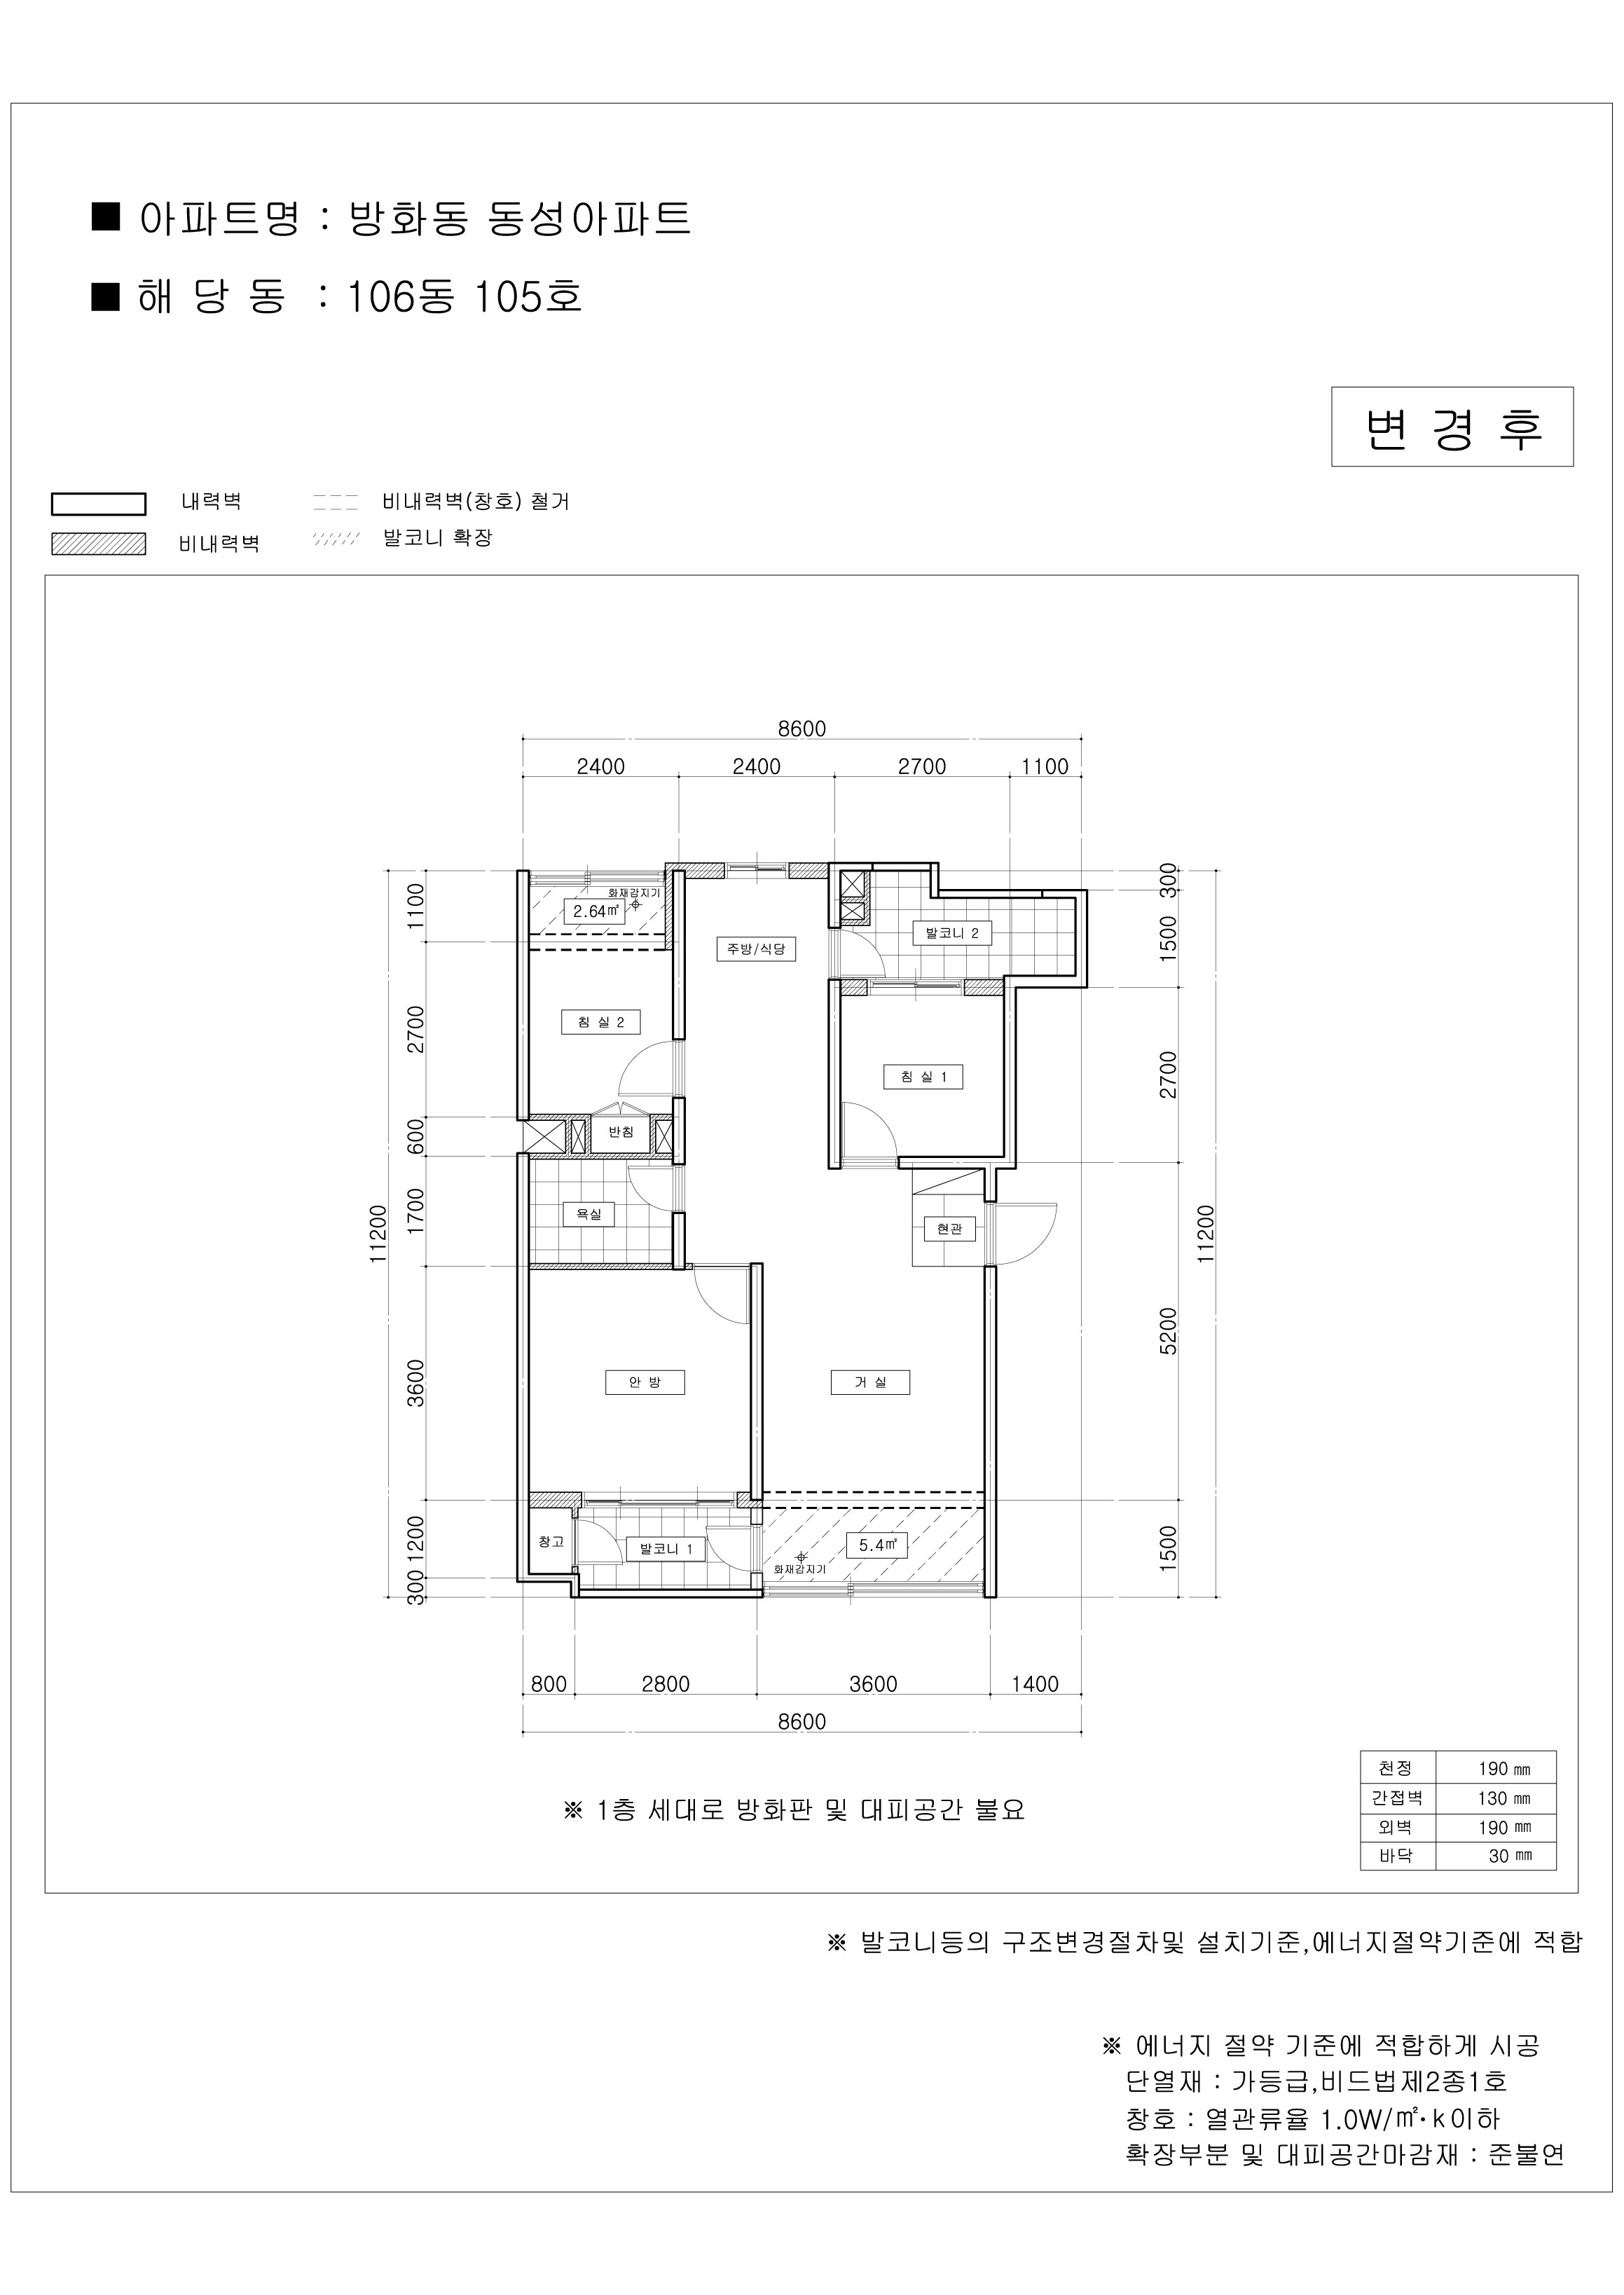 ■ 아파트명 : 방화동 동성아파트
■ 해 당 동 : 106동 105호
변 경 후
내력벽
비내력벽(창호) 철거
비내력벽
발코니 확장
8600
2400 2400 2700 1100
11200
1100
2700
600
1700
3600
1200
300
300
1500
2700
5200
1500
11200
화재감지기
2.64㎡
주방/식당
발코니 2
침 실 2
침 실 1
반침
욕실
현관
안 방
거 실
창고
발코니 1
5.4㎡
화재감지기
800 2800 3600 1400
8600
※ 1층 세대로 방화판 및 대피공간 불요
천정 190 ㎜
간접벽 130 ㎜
외벽 190 ㎜
바닥 30 ㎜
※ 발코니등의 구조변경절차및 설치기준,에너지절약기준에 적합
※ 에너지 절약 기준에 적합하게 시공
단열재 : 가등급,비드법제2종1호
창호 : 열관류율 1.0W/㎡·k이하
확장부분 및 대피공간마감재 : 준불연